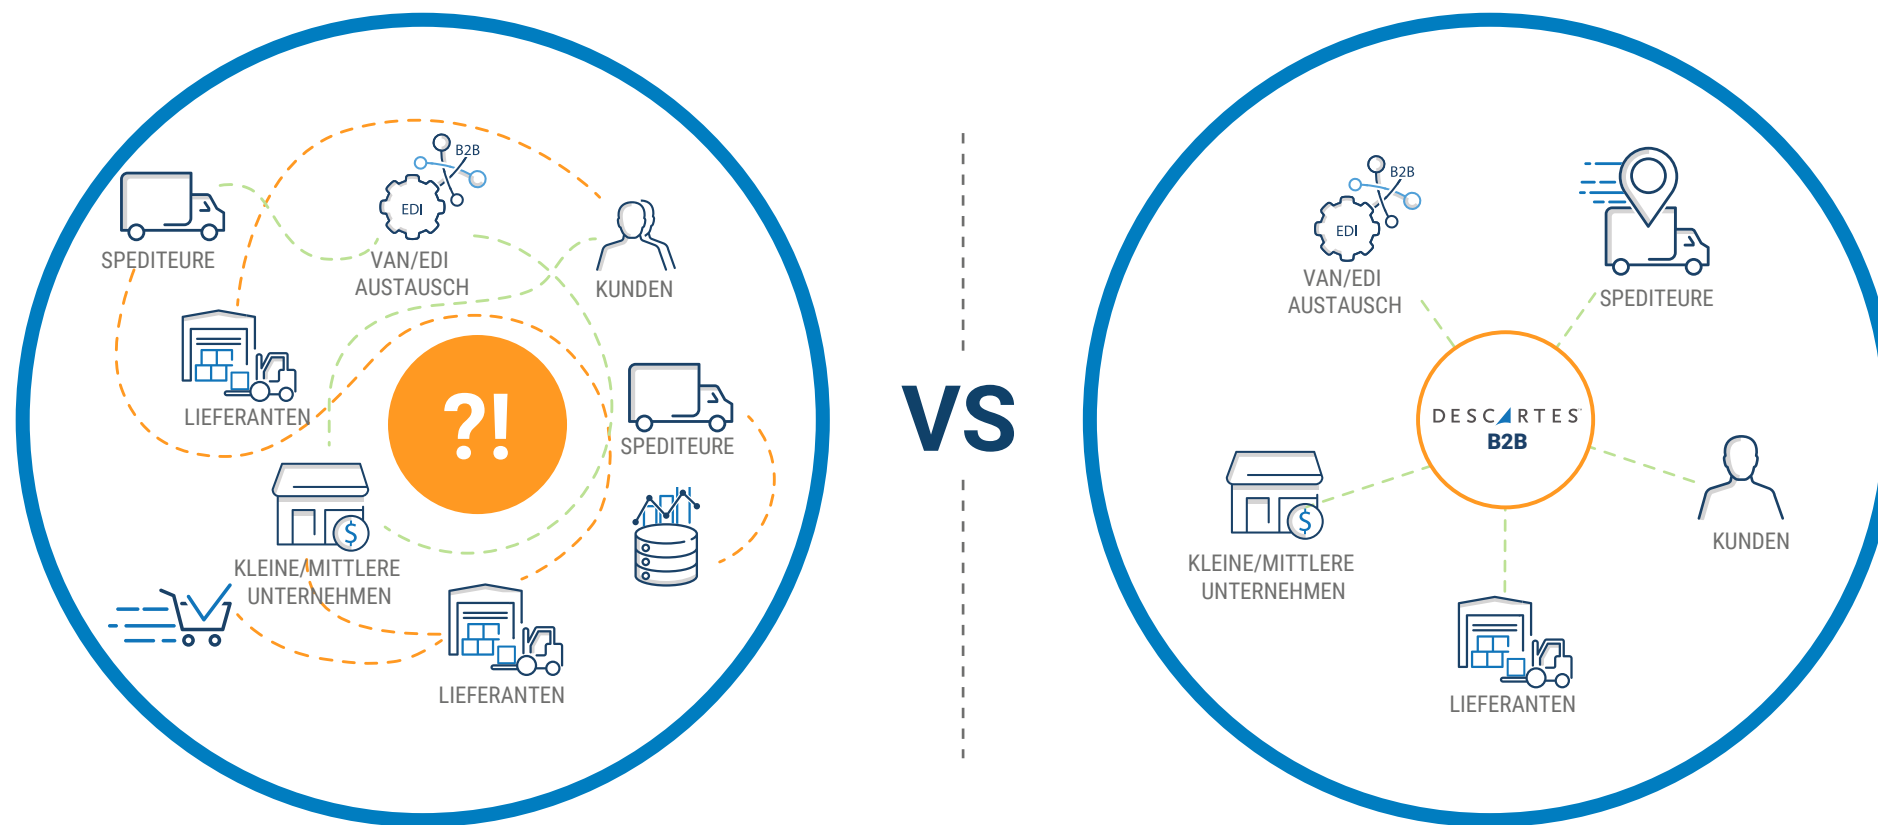 B2B
EDI
SPEDITEURE
VAN/EDI
AUSTAUSCH
KUNDEN
LIEFERANTEN
?!
SPEDITEURE
$
KLEINE/MITTLERE
UNTERNEHMEN
LIEFERANTEN
VS
B2B
EDI
VAN/EDI
AUSTAUSCH
SPEDITEURE
DESCARTES
B2B
$
KLEINE/MITTLERE
UNTERNEHMEN
KUNDEN
LIEFERANTEN